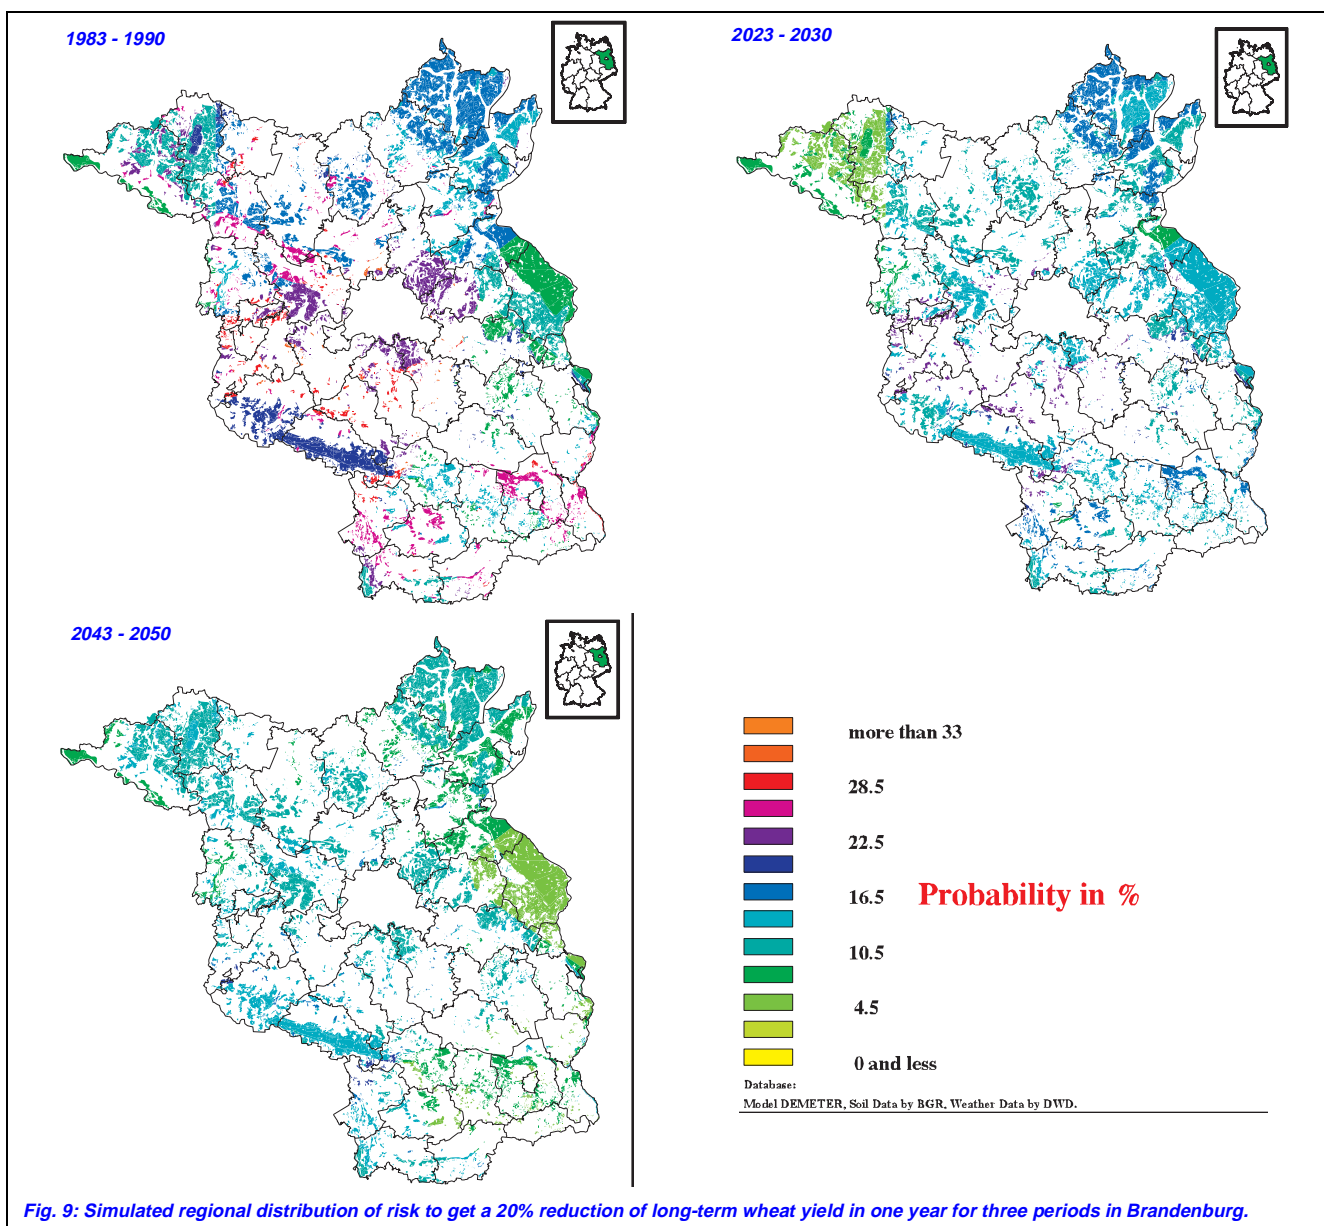 1983 - 1990
2023 - 2030
2043 - 2050
more than 33
28.5
22.5
16.5
Probability in %
10.5
4.5
0 and less
Database:
Model DEMETER, Soil Data by BGR, Weather Data by DWD.
Fig. 9: Simulated regional distribution of risk to get a 20% reduction of long-term wheat yield in one year for three periods in Brandenburg.